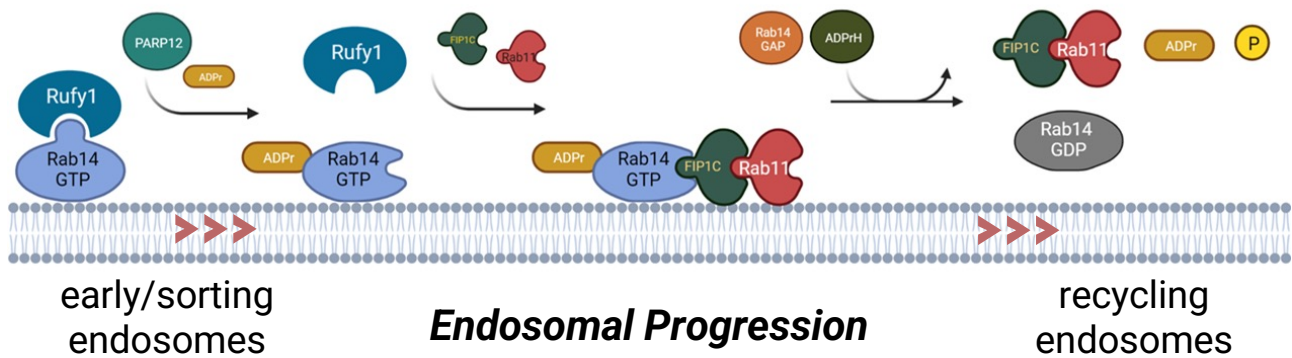 PARP12
ADPr
Rufy1
Rab14
GTP
Rufy1
ADPr
Rab14
GTP
FIP1C
Rab11
ADPr
Rab14
GTP
FIP1C
Rab11
Rab14
GAP
ADPrH
FIP1C
Rab11
ADPr
P
Rab14
GDP
early/sorting
endosomes
Endosomal Progression
recycling
endosomes